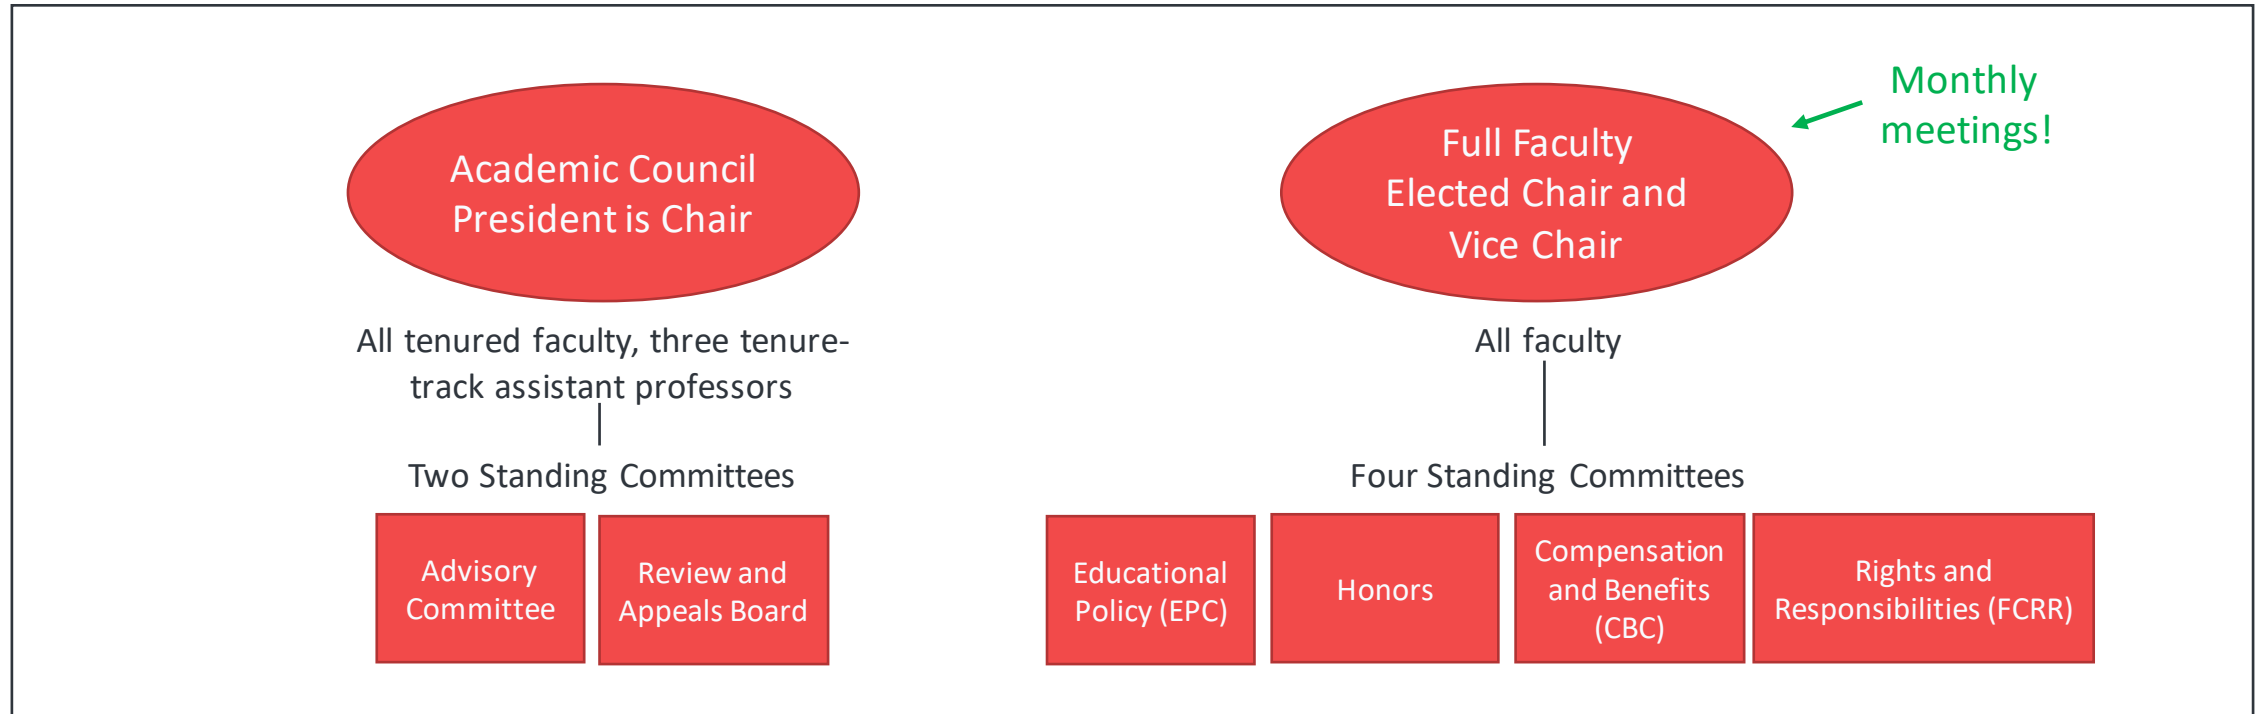 Academic Council
President is Chair
All tenured faculty, three tenure-
track assistant professors
Two Standing Committees
Advisory
Committee
Review and
Appeals Board
Monthly
meetings!
Full Faculty
Elected Chair and
Vice Chair
All faculty
Four Standing Committees
Educational
Policy (EPC)
Honors
Compensation
and Benefits
(CBC)
Rights and
Responsibilities (FCRR)